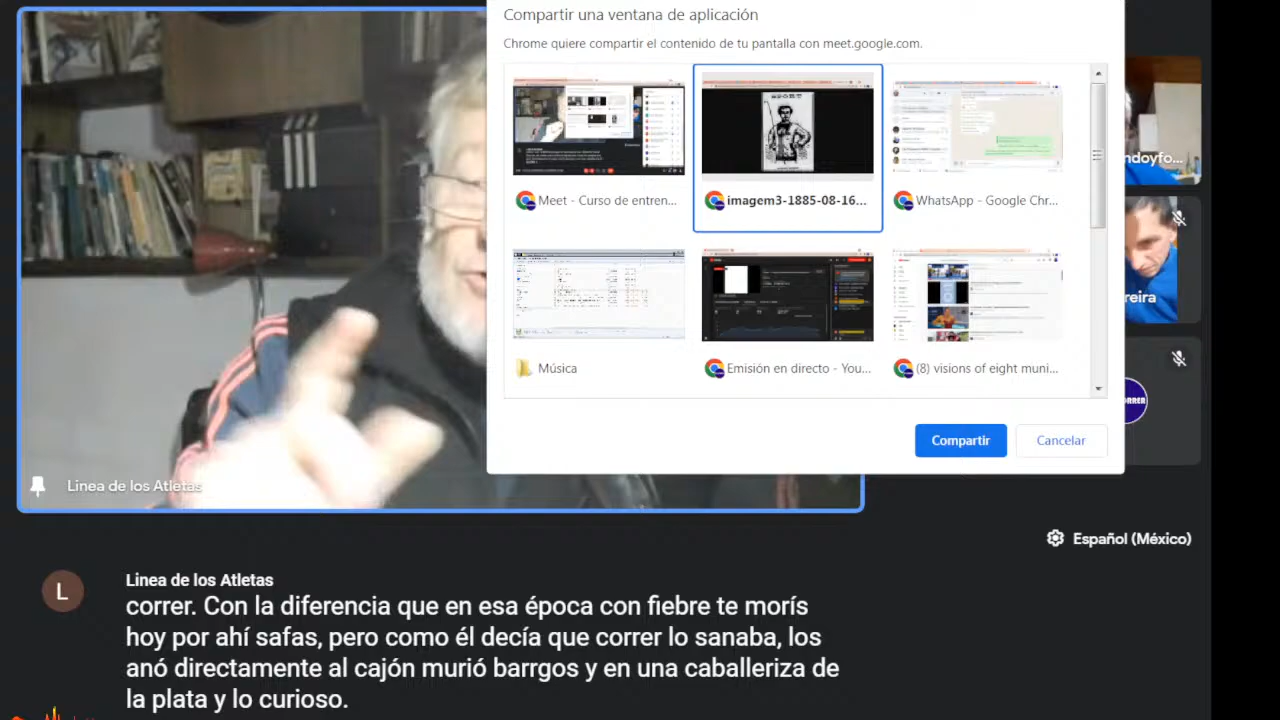 Compartir una ventana de aplicación
Chrome quiere compartir el contenido de tu pantalla con meet.google.com.
Meet - Curso de entren...
imagem3-1885-08-16...
WhatsApp - Google Chr...
Música
Emisión en directo - You...
(8) visions of eight muni...
Compartir
Cancelar
ndoyfo...
reira
ORRER
Linea de los Atletas
Español (México)
L
Linea de los Atletas
correr. Con la diferencia que en esa época con fiebre te morís
hoy por ahí safas, pero como él decía que correr lo sanaba, los
anó directamente al cajón murió barrgos y en una caballeriza de
la plata y lo curioso.